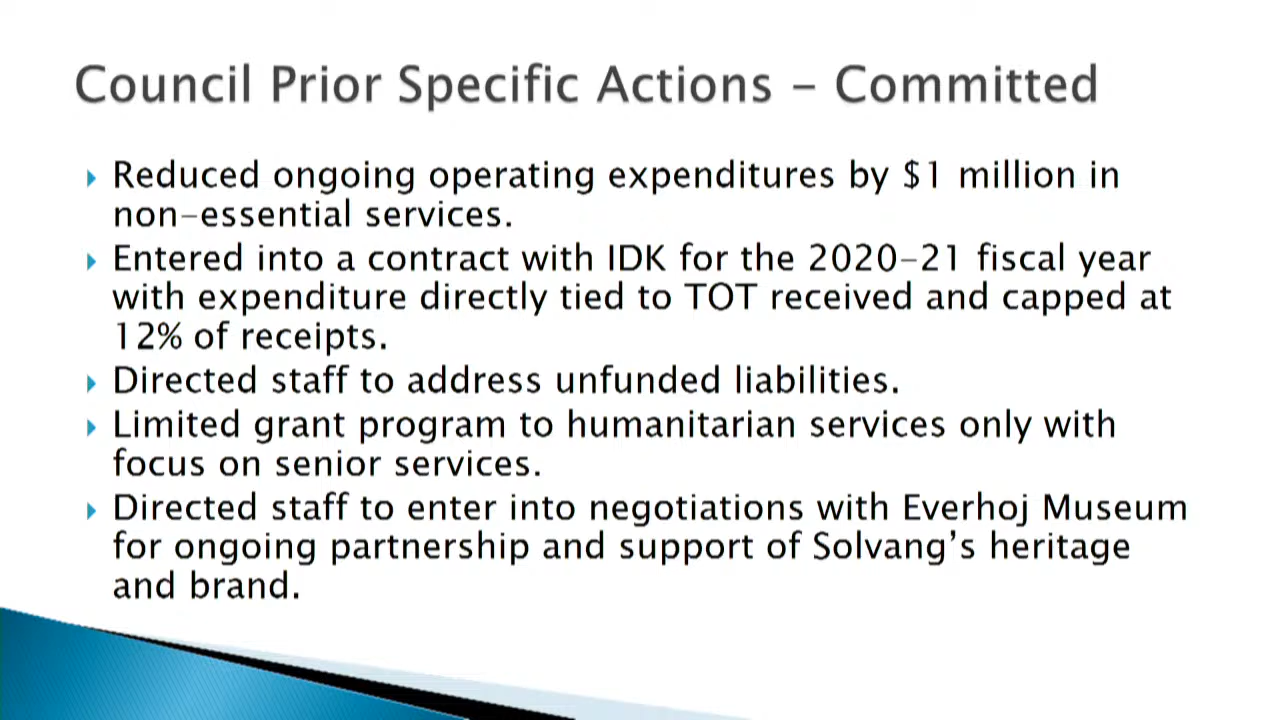 Council Prior Specific Actions – Committed
Reduced ongoing operating expenditures by $1 million in
non-essential services.
Entered into a contract with IDK for the 2020-21 fiscal year
with expenditure directly tied to TOT received and capped at
12% of receipts.
Directed staff to address unfunded liabilities.
Limited grant program to humanitarian services only with
focus on senior services.
Directed staff to enter into negotiations with Everhoj Museum
for ongoing partnership and support of Solvang’s heritage
and brand.